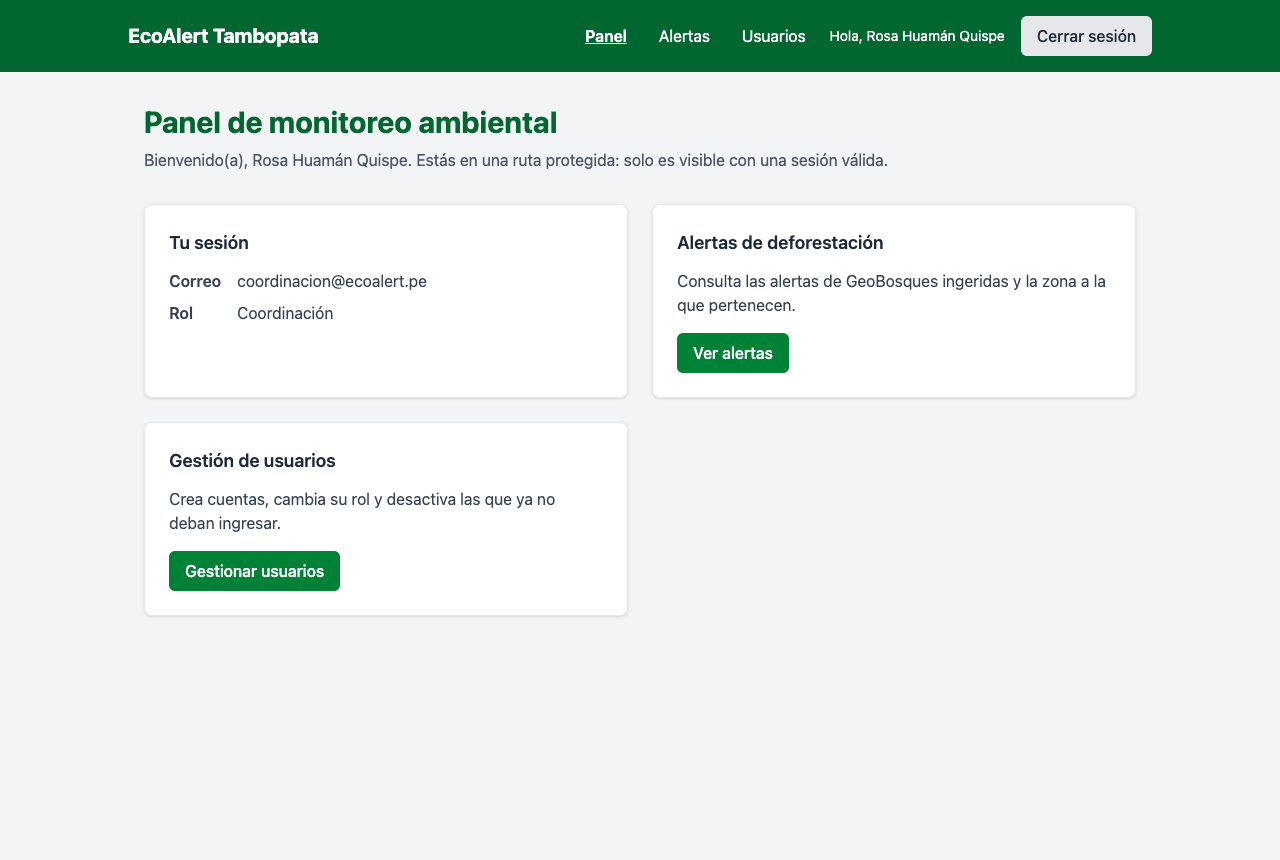 EcoAlert Tambopata
Panel
Alertas
Usuarios
Hola, Rosa Huamán Quispe
Cerrar sesión
Panel de monitoreo ambiental
Bienvenido(a), Rosa Huamán Quispe. Estás en una ruta protegida: solo es visible con una sesión válida.
Tu sesión
Correo coordinacion@ecoalert.pe
Rol Coordinación
Alertas de deforestación
Consulta las alertas de GeoBosques ingeridas y la zona a la
que pertenecen.
Ver alertas
Gestión de usuarios
Crea cuentas, cambia su rol y desactiva las que ya no
deban ingresar.
Gestionar usuarios